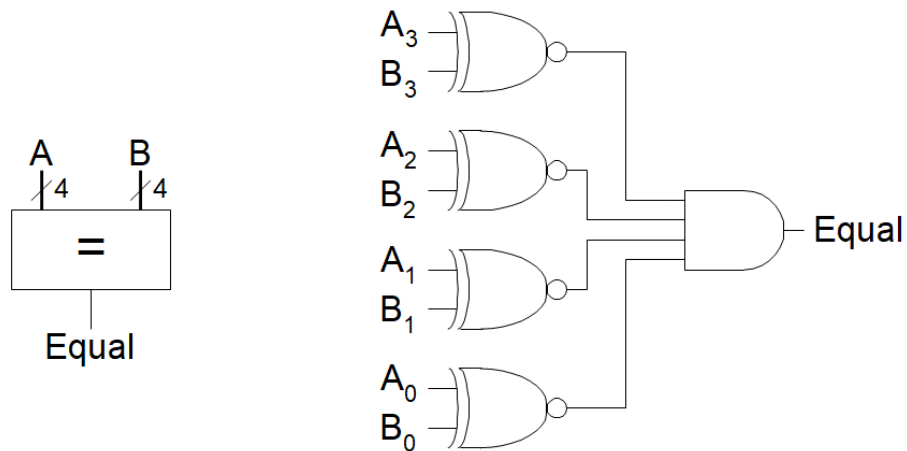 A B
4 4
=
Equal
A₃
B₃
A₂
B₂
A₁
B₁
A₀
B₀
Equal